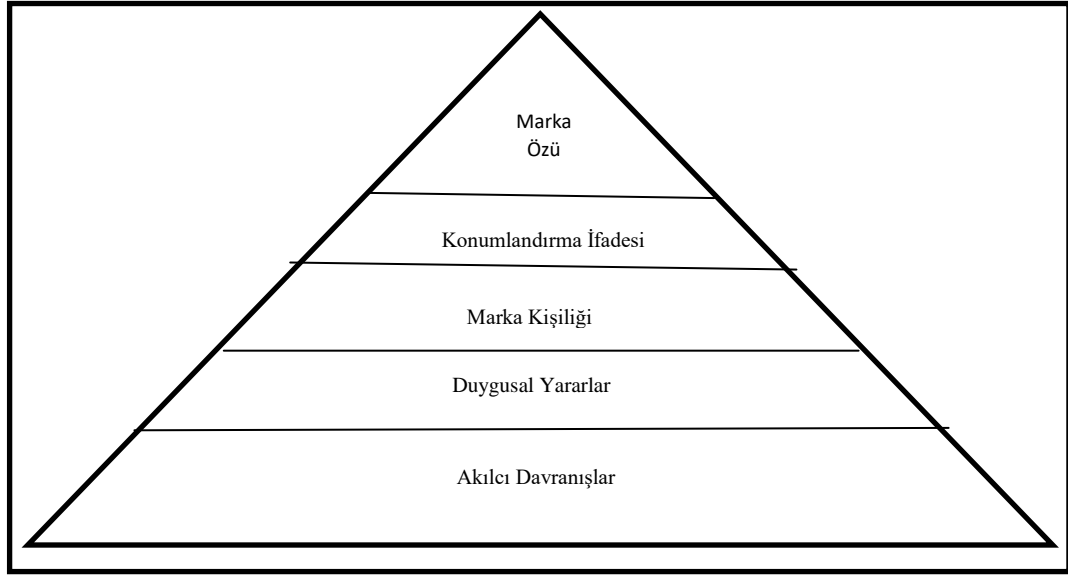 Marka
Özü
Konumlandırma İfadesi
Marka Kişiliği
Duygusal Yararlar
Akılcı Davranışlar